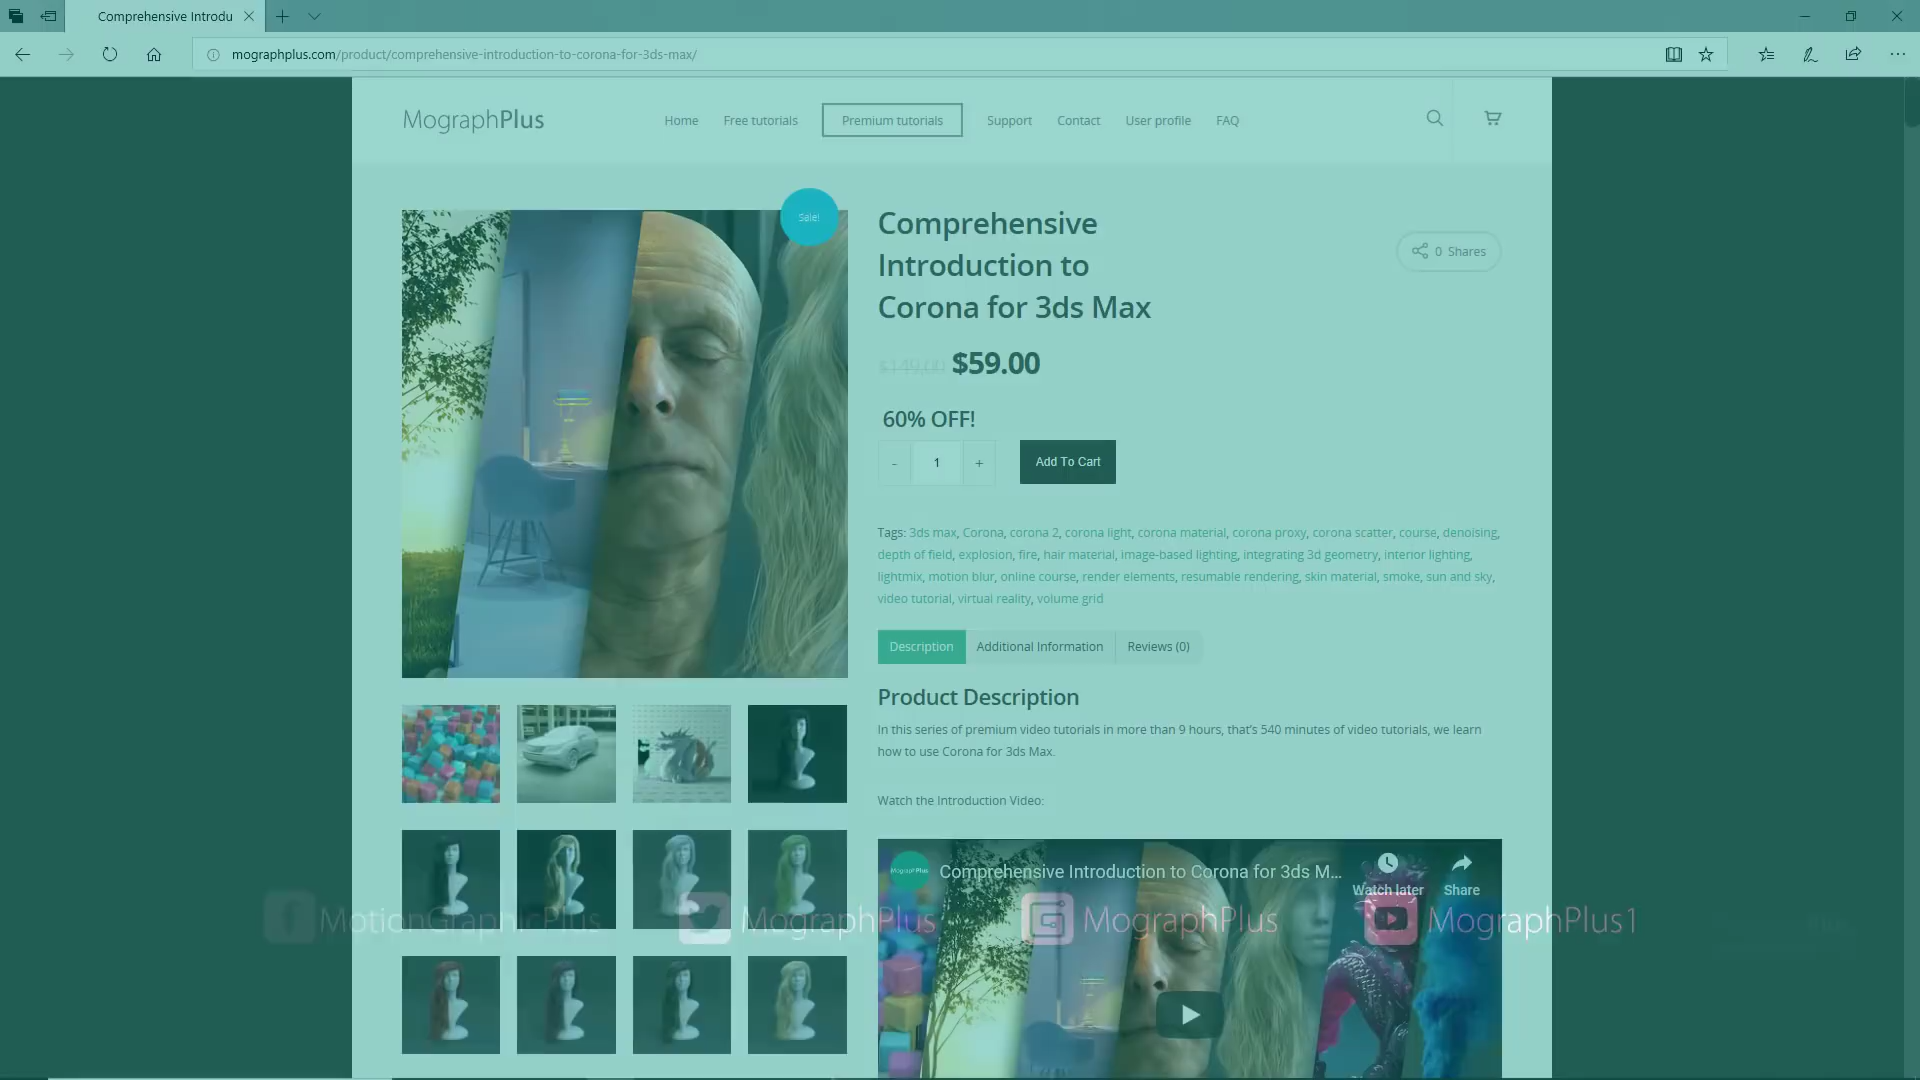 Comprehensive Introdu
mographplus.com/product/comprehensive-introduction-to-corona-for-3ds-max/
MographPlus
Home
Free tutorials
Premium tutorials
Support
Contact
User profile
FAQ
Sale!
Comprehensive
Introduction to
Corona for 3ds Max
0 Shares
$149.00 $59.00
60% OFF!
- 1 +
Add To Cart
Tags: 3ds max, Corona, corona 2, corona light, corona material, corona proxy, corona scatter, course, denoising,
depth of field, explosion, fire, hair material, image-based lighting, integrating 3d geometry, interior lighting,
lightmix, motion blur, online course, render elements, resumable rendering, skin material, smoke, sun and sky,
video tutorial, virtual reality, volume grid
Description
Additional Information
Reviews (0)
Product Description
In this series of premium video tutorials in more than 9 hours, that's 540 minutes of video tutorials, we learn
how to use Corona for 3ds Max.
Watch the Introduction Video:
Mograph Plus
Comprehensive Introduction to Corona for 3ds M...
Watch later
Share
MotionGraphicPlus
MographPlus
MographPlus
MographPlus1